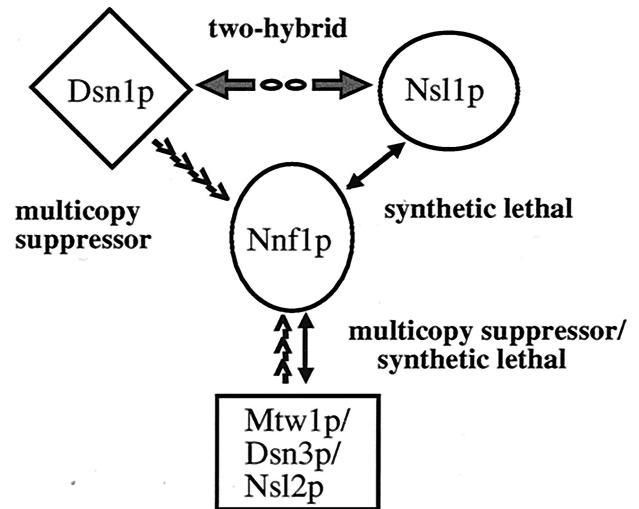 two-hybrid
Dsn1p
Nsl1p
multicopy
suppressor
synthetic lethal
Nnf1p
multicopy suppressor/
synthetic lethal
Mtw1p/
Dsn3p/
Nsl2p